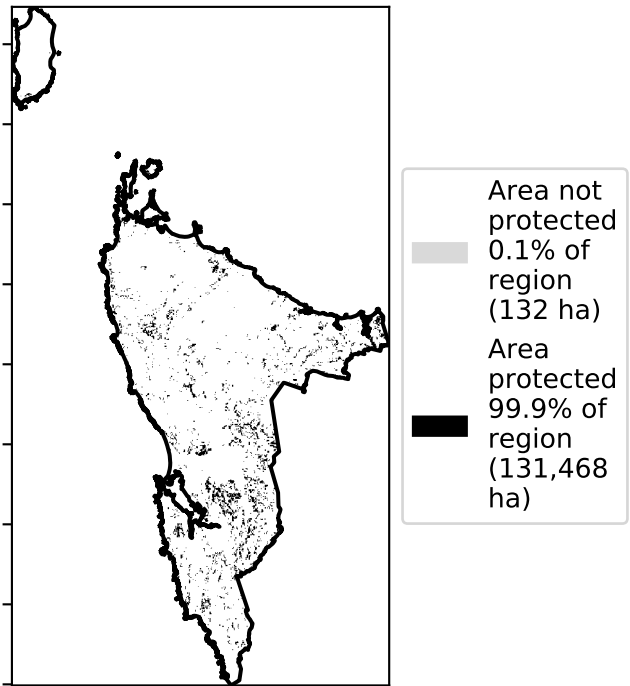 Area not
protected
0.1% of
region
(132 ha)
Area
protected
99.9% of
region
(131,468
ha)